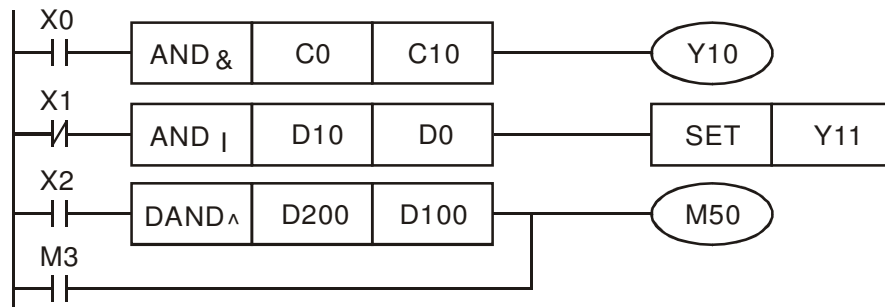 X0
AND & C0 C10 Y10
X1
AND | D10 D0 SET Y11
X2
DAND ^ D200 D100 M50
M3